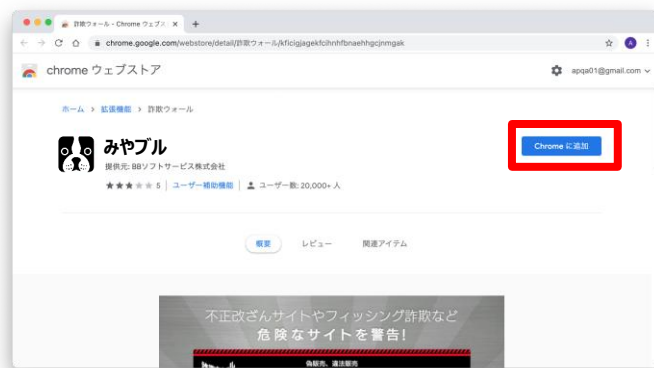 詐欺ウォール - Chrome ウェブス
chrome.google.com/webstore/detail/詐欺ウォール/kficigjagekfcihnhfbnaehhgcjnmgak
A
chrome ウェブストア
apqa01@gmail.com
ホーム > 拡張機能 > 詐欺ウォール
みやブル
Chrome に追加
提供元: BBソフトサービス株式会社
★★★★★ 5 | ユーザー補助機能 | ユーザー数: 20,000+ 人
概要 レビュー 関連アイテム
不正改ざんサイトやフィッシング詐欺など
危険なサイトを警告!
偽販売、違法販売